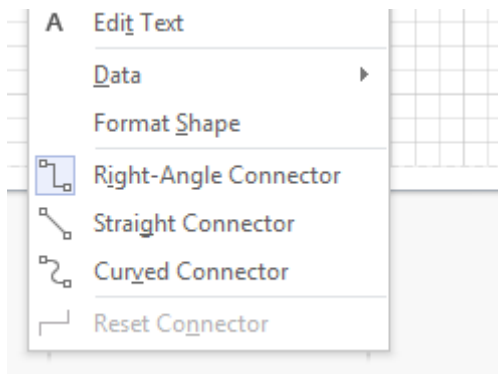 A Edit Text
Data
Format Shape
Right-Angle Connector
Straight Connector
Curved Connector
Reset Connector